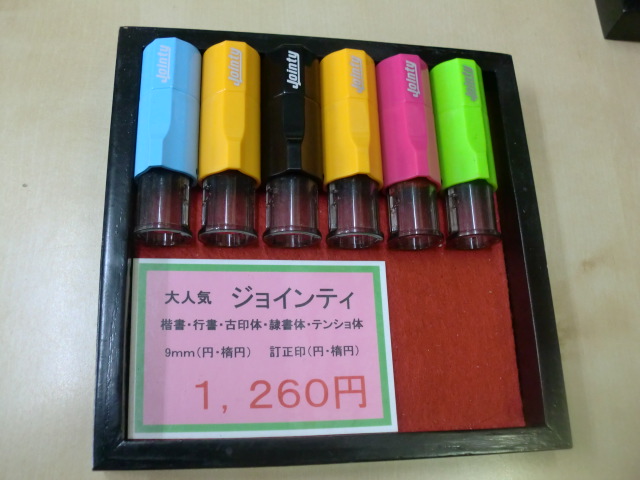 Jointy
Jointy
Jointy
Jointy
Jointy
Jointy
大人気 ジョインティ
楷書・行書・古印体・隷書体・テンショ体
9mm(円・楕円) 訂正印(円・楕円)
1,260円